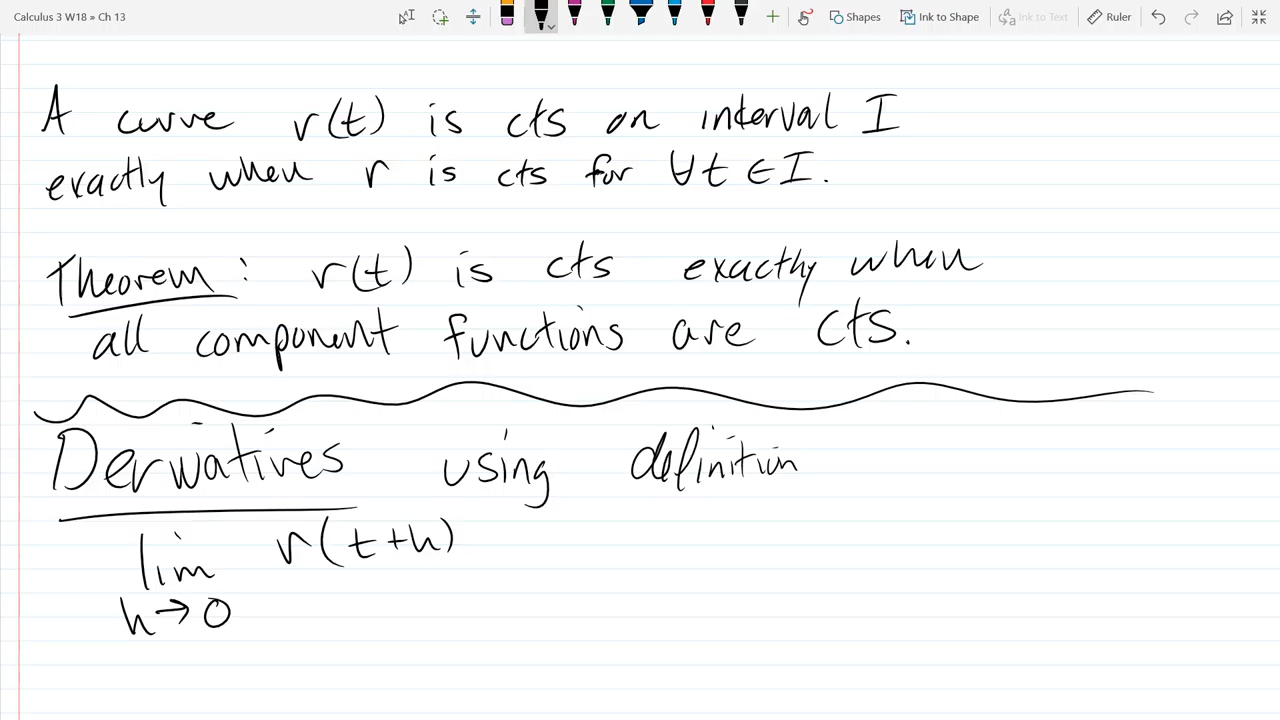 Calculus 3 W18 » Ch 13
Shapes
Ink to Shape
Ink to Text
Ruler
A curve r(t) is cts on interval I
exactly when r is cts for ∀t ∈ I.
Theorem: r(t) is cts exactly when
all component functions are cts.
Derivatives using definition
lim r(t+h)
h→0